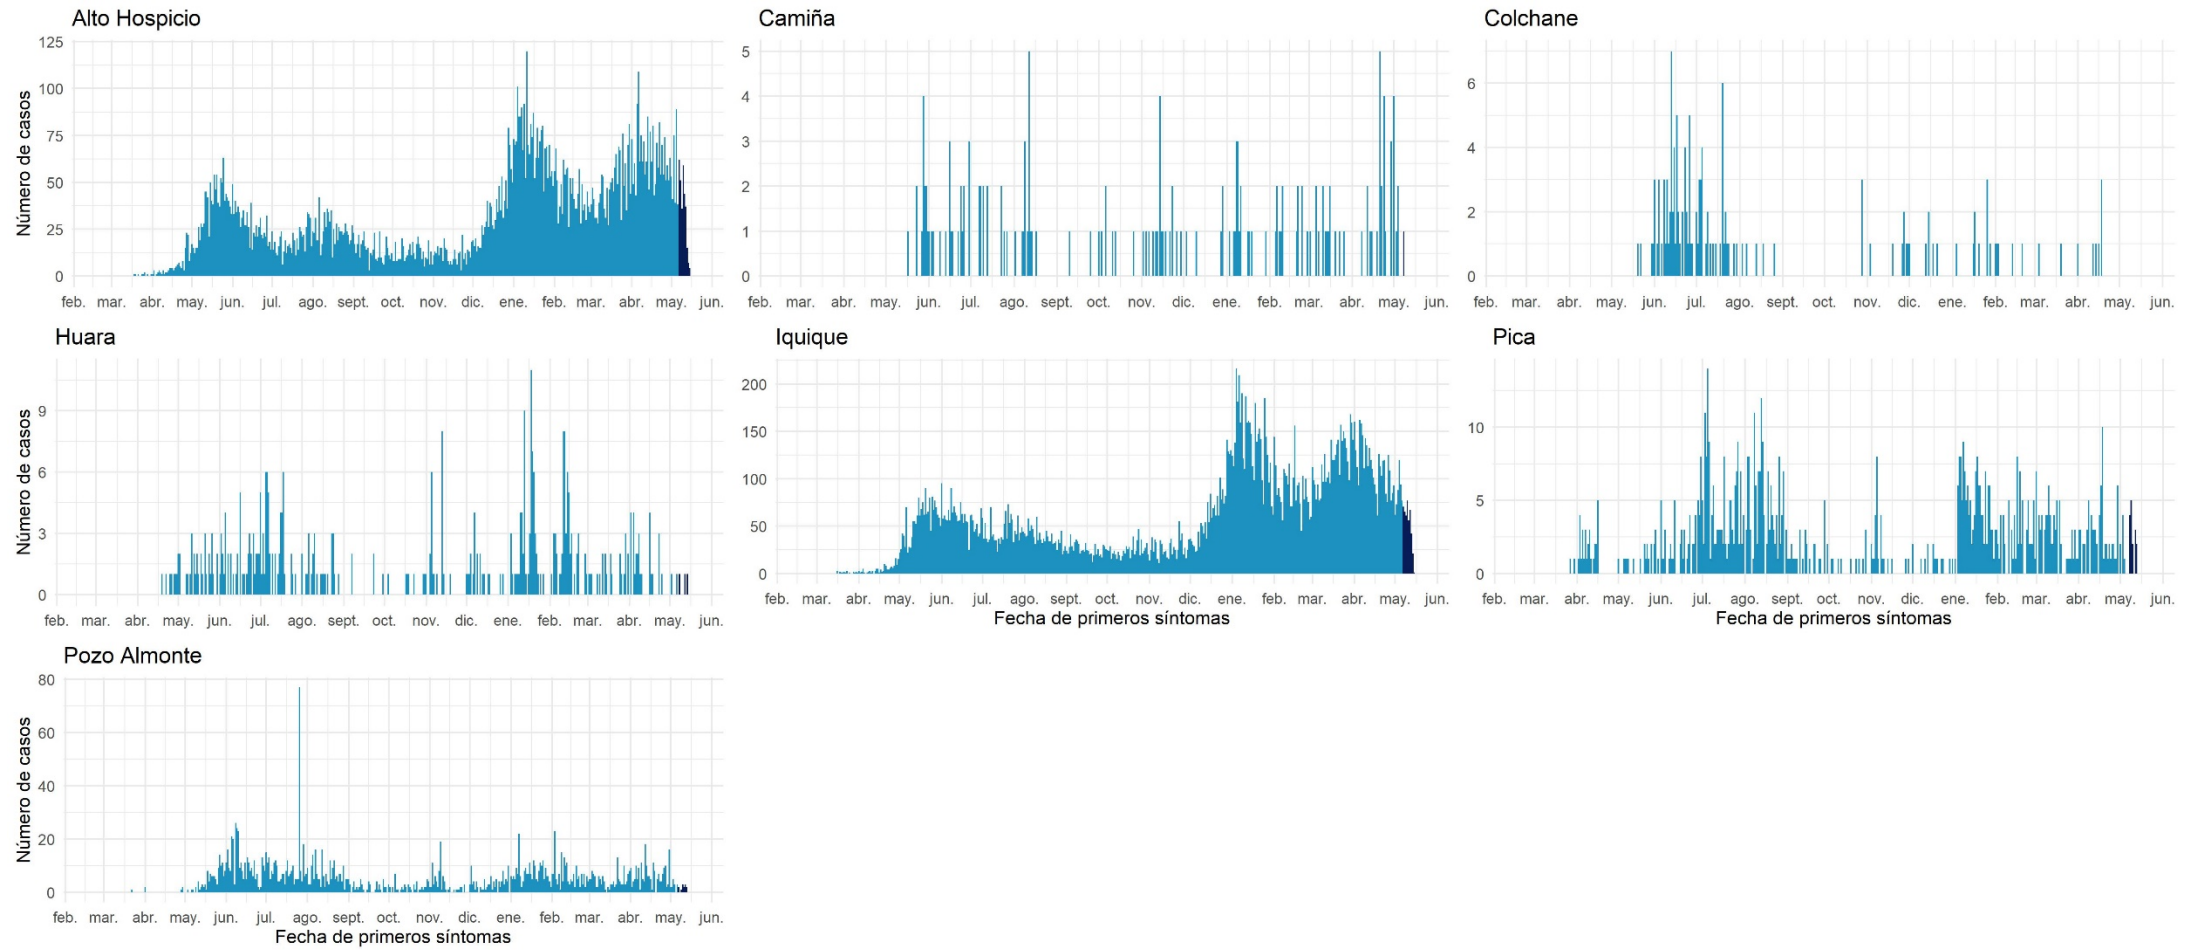 Alto Hospicio
Número de casos
125
100
75
50
25
0
feb. mar. abr. may. jun. jul. ago. sept. oct. nov. dic. ene. feb. mar. abr. may. jun.
Camiña
5
4
3
2
1
0
feb. mar. abr. may. jun. jul. ago. sept. oct. nov. dic. ene. feb. mar. abr. may. jun.
Colchane
6
4
2
0
feb. mar. abr. may. jun. jul. ago. sept. oct. nov. dic. ene. feb. mar. abr. may. jun.
Huara
Número de casos
9
6
3
0
feb. mar. abr. may. jun. jul. ago. sept. oct. nov. dic. ene. feb. mar. abr. may. jun.
Iquique
200
150
100
50
0
feb. mar. abr. may. jun. jul. ago. sept. oct. nov. dic. ene. feb. mar. abr. may. jun.
Fecha de primeros síntomas
Pica
10
5
0
feb. mar. abr. may. jun. jul. ago. sept. oct. nov. dic. ene. feb. mar. abr. may. jun.
Fecha de primeros síntomas
Pozo Almonte
Número de casos
80
60
40
20
0
feb. mar. abr. may. jun. jul. ago. sept. oct. nov. dic. ene. feb. mar. abr. may. jun.
Fecha de primeros síntomas